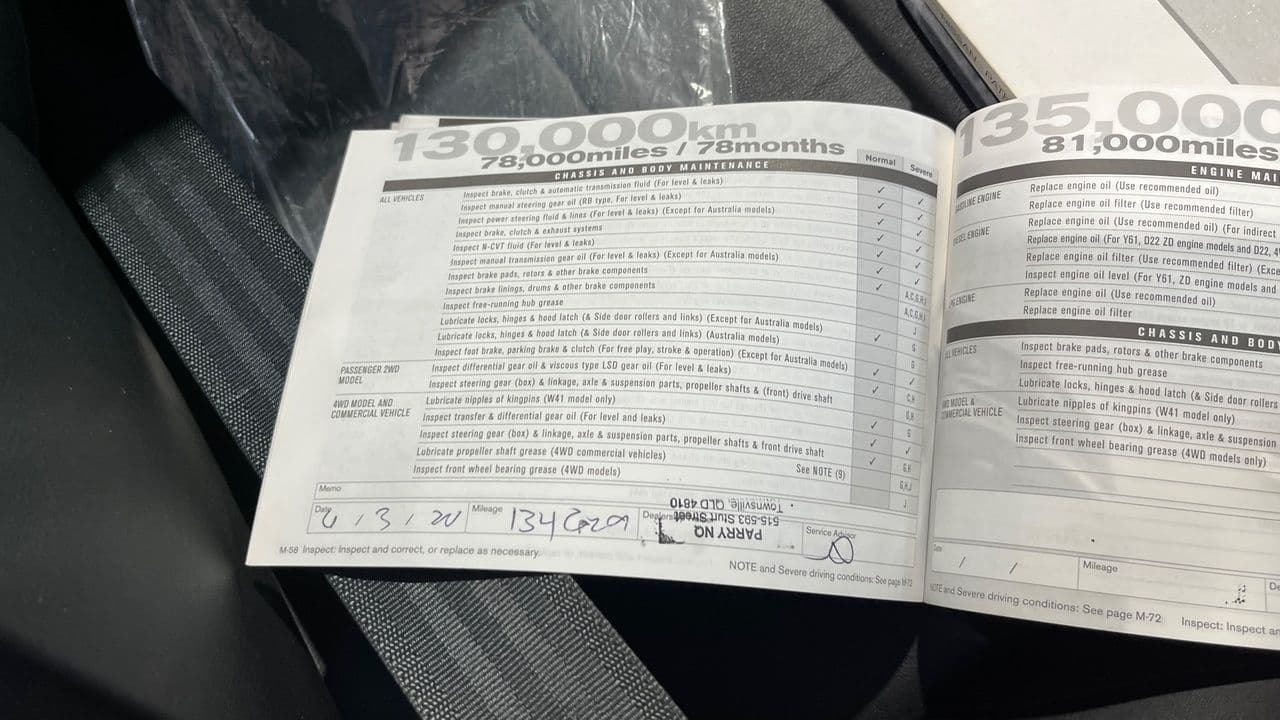 130,000km
78,000miles / 78months
CHASSIS AND BODY MAINTENANCE
Normal
Severe
ALL VEHICLES
Inspect brake, clutch & automatic transmission fluid (For level & leaks)
Inspect manual steering gear oil (RB type, For level & leaks)
Inspect power steering fluid & lines (For level & leaks) (Except for Australia models)
Inspect brake, clutch & exhaust systems
Inspect N-CVT fluid (For level & leaks)
Inspect manual transmission gear oil (For level & leaks) (Except for Australia models)
Inspect brake pads, rotors & other brake components
Inspect brake linings, drums & other brake components
Inspect free-running hub grease
Lubricate locks, hinges & hood latch (& Side door rollers and links) (Except for Australia models)
Lubricate locks, hinges & hood latch (& Side door rollers and links) (Australia models)
Inspect foot brake, parking brake & clutch (For free play, stroke & operation) (Except for Australia models)
PASSENGER 2WD
MODEL
Inspect differential gear oil & viscous type LSD gear oil (For level & leaks)
Inspect steering gear (box) & linkage, axle & suspension parts, propeller shafts & (front) drive shaft
Lubricate nipples of kingpins (W41 model only)
4WD MODEL AND
COMMERCIAL VEHICLE
Inspect transfer & differential gear oil (For level and leaks)
Inspect steering gear (box) & linkage, axle & suspension parts, propeller shafts & front drive shaft
Lubricate propeller shaft grease (4WD commercial vehicles)
See NOTE (9)
Inspect front wheel bearing grease (4WD models)
Memo
Date
/ 3 / 20
Mileage
PARRY NQ
515-593 Sturt Street
Townsville, QLD 4810
Service Advisor
M-58 Inspect: Inspect and correct, or replace as necessary.
NOTE and Severe driving conditions: See page M-72
135,000
81,000miles
ENGINE MAI
GASOLINE ENGINE
Replace engine oil (Use recommended oil)
Replace engine oil filter (Use recommended filter)
DIESEL ENGINE
Replace engine oil (Use recommended oil) (For indirect
Replace engine oil (For Y61, D22 ZD engine models and D22, 4W
Replace engine oil filter (Use recommended filter) (Exce
Inspect engine oil level (For Y61, ZD engine models and
ENGINE
Replace engine oil (Use recommended oil)
Replace engine oil filter
CHASSIS AND BODY
ALL VEHICLES
Inspect brake pads, rotors & other brake components
Inspect free-running hub grease
Lubricate locks, hinges & hood latch (& Side door rollers
4WD MODEL &
COMMERCIAL VEHICLE
Lubricate nipples of kingpins (W41 model only)
Inspect steering gear (box) & linkage, axle & suspension
Inspect front wheel bearing grease (4WD models only)
Date
/ /
Mileage
De
NOTE and Severe driving conditions: See page M-72
Inspect: Inspect an